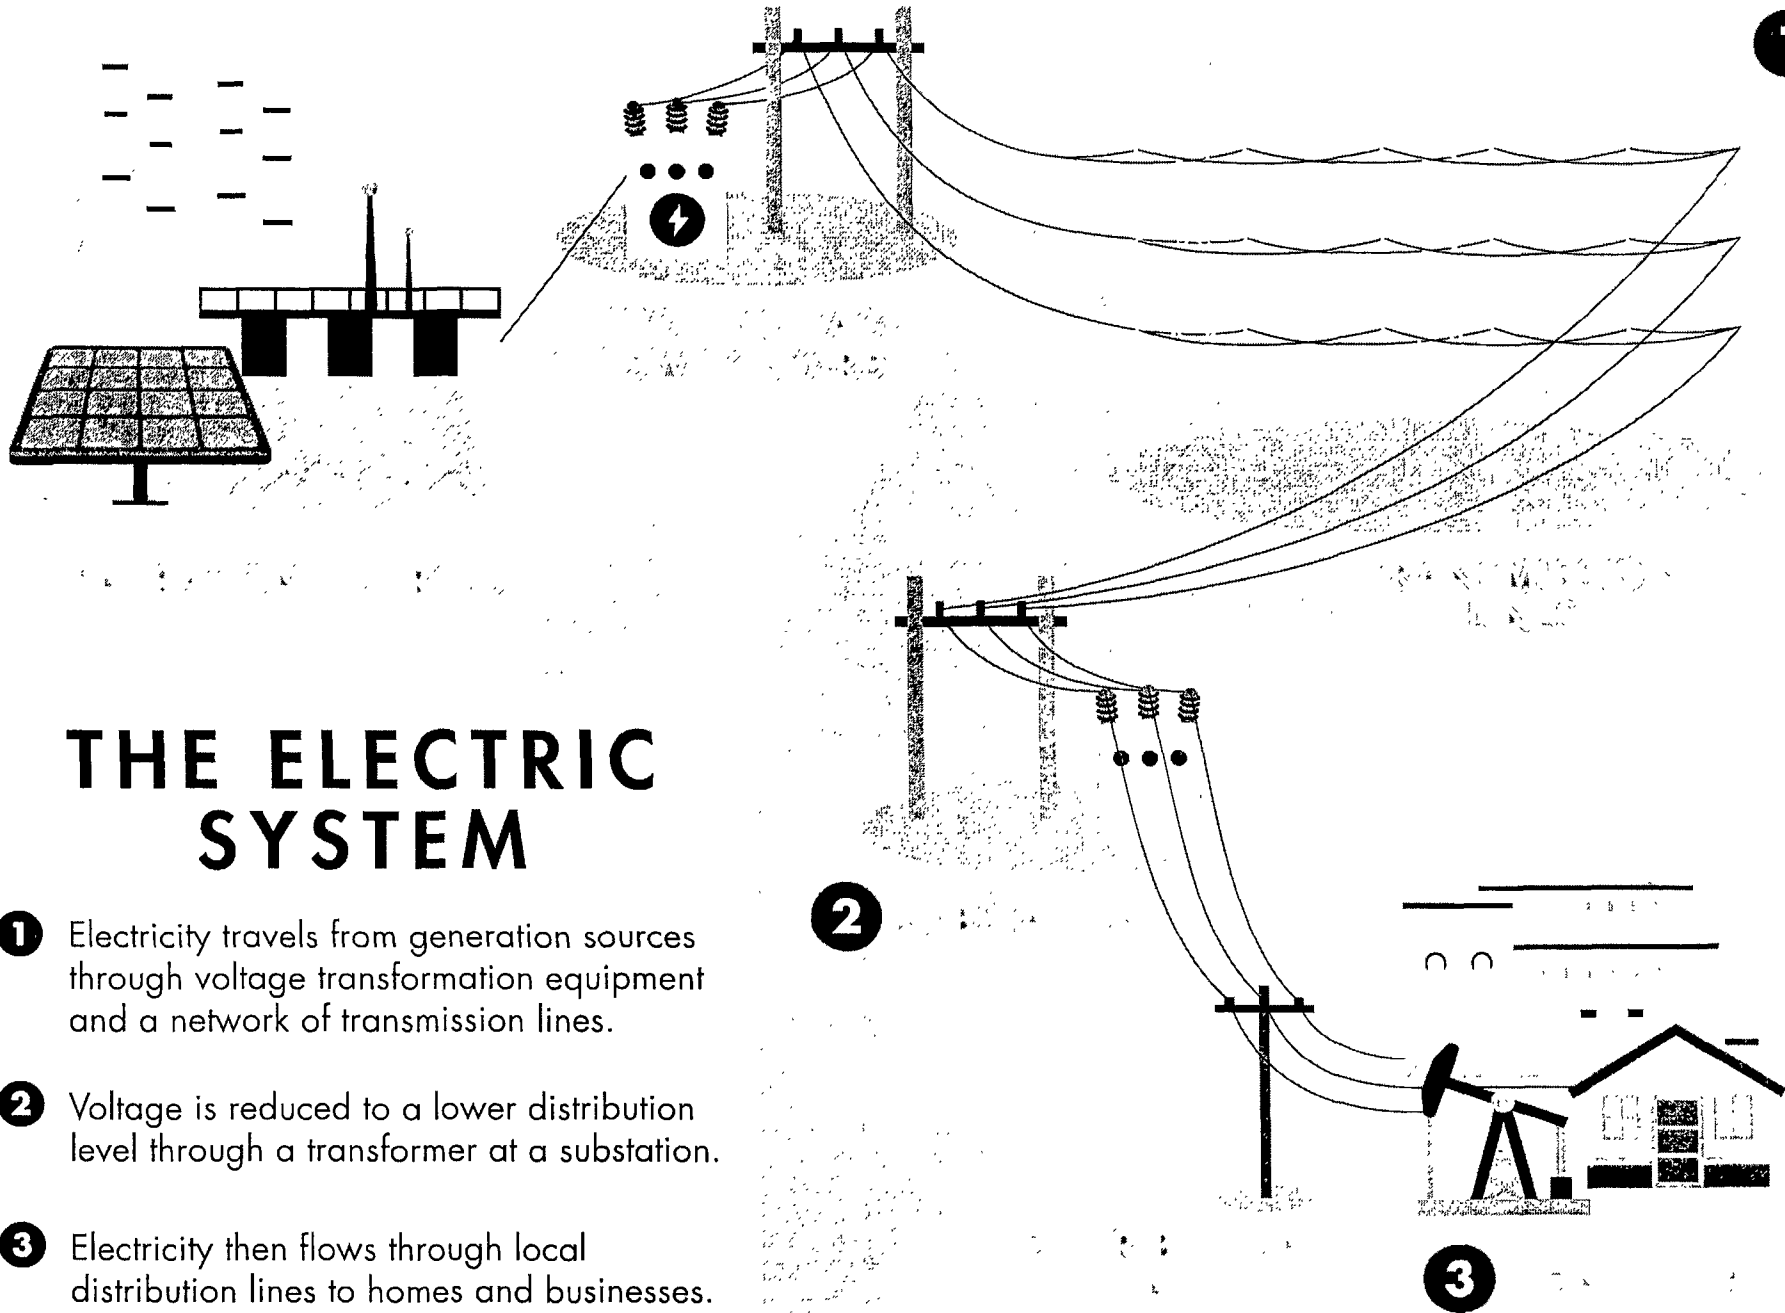 1
THE ELECTRIC
SYSTEM
1 Electricity travels from generation sources
through voltage transformation equipment
and a network of transmission lines.
2 Voltage is reduced to a lower distribution
level through a transformer at a substation.
3 Electricity then flows through local
distribution lines to homes and businesses.
2
3